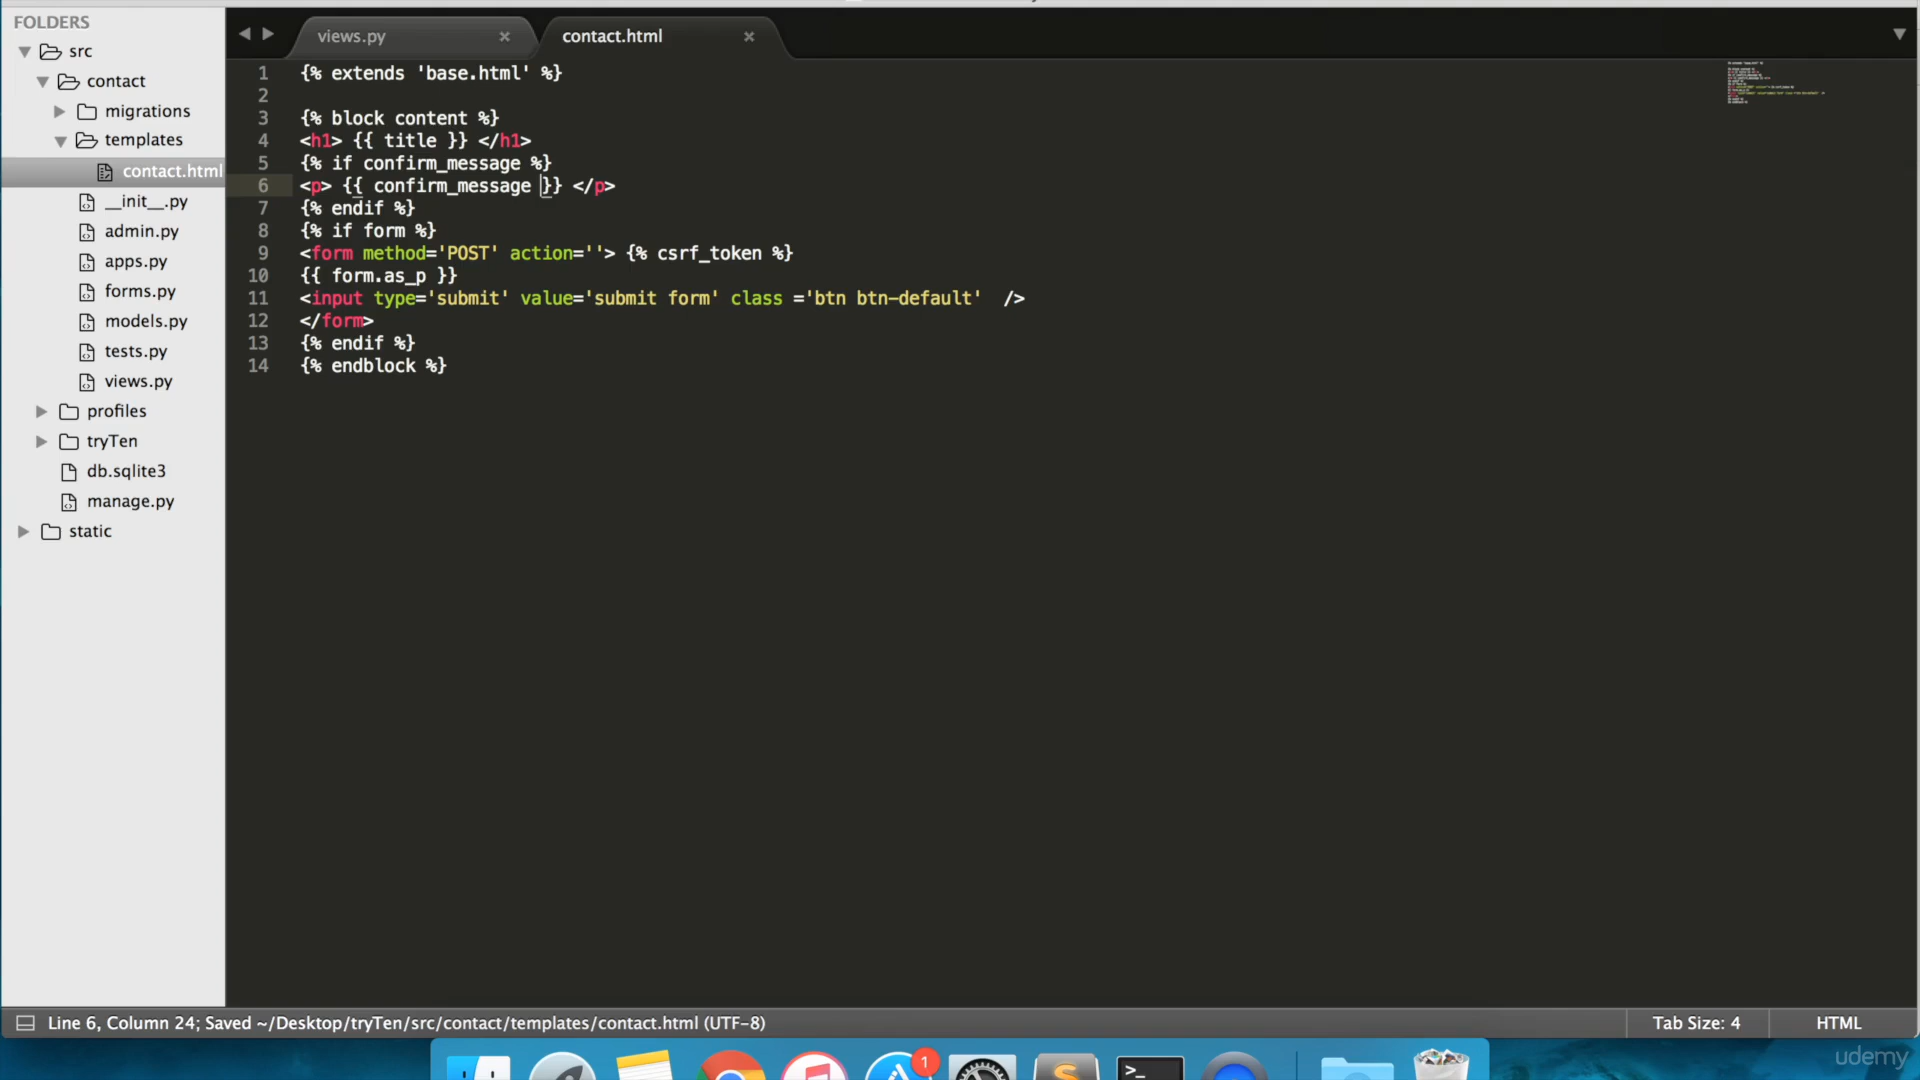 FOLDERS
src
contact
migrations
templates
contact.html
__init__.py
admin.py
apps.py
forms.py
models.py
tests.py
views.py
profiles
tryTen
db.sqlite3
manage.py
static
views.py
contact.html
1 {% extends 'base.html' %}
2
3 {% block content %}
4 <h1> {{ title }} </h1>
5 {% if confirm_message %}
6 <p> {{ confirm_message }} </p>
7 {% endif %}
8 {% if form %}
9 <form method='POST' action=''> {% csrf_token %}
10 {{ form.as_p }}
11 <input type='submit' value='submit form' class ='btn btn-default'  />
12 </form>
13 {% endif %}
14 {% endblock %}
Line 6, Column 24; Saved ~/Desktop/tryTen/src/contact/templates/contact.html (UTF-8)
Tab Size: 4
HTML
1
S
>_
udemy